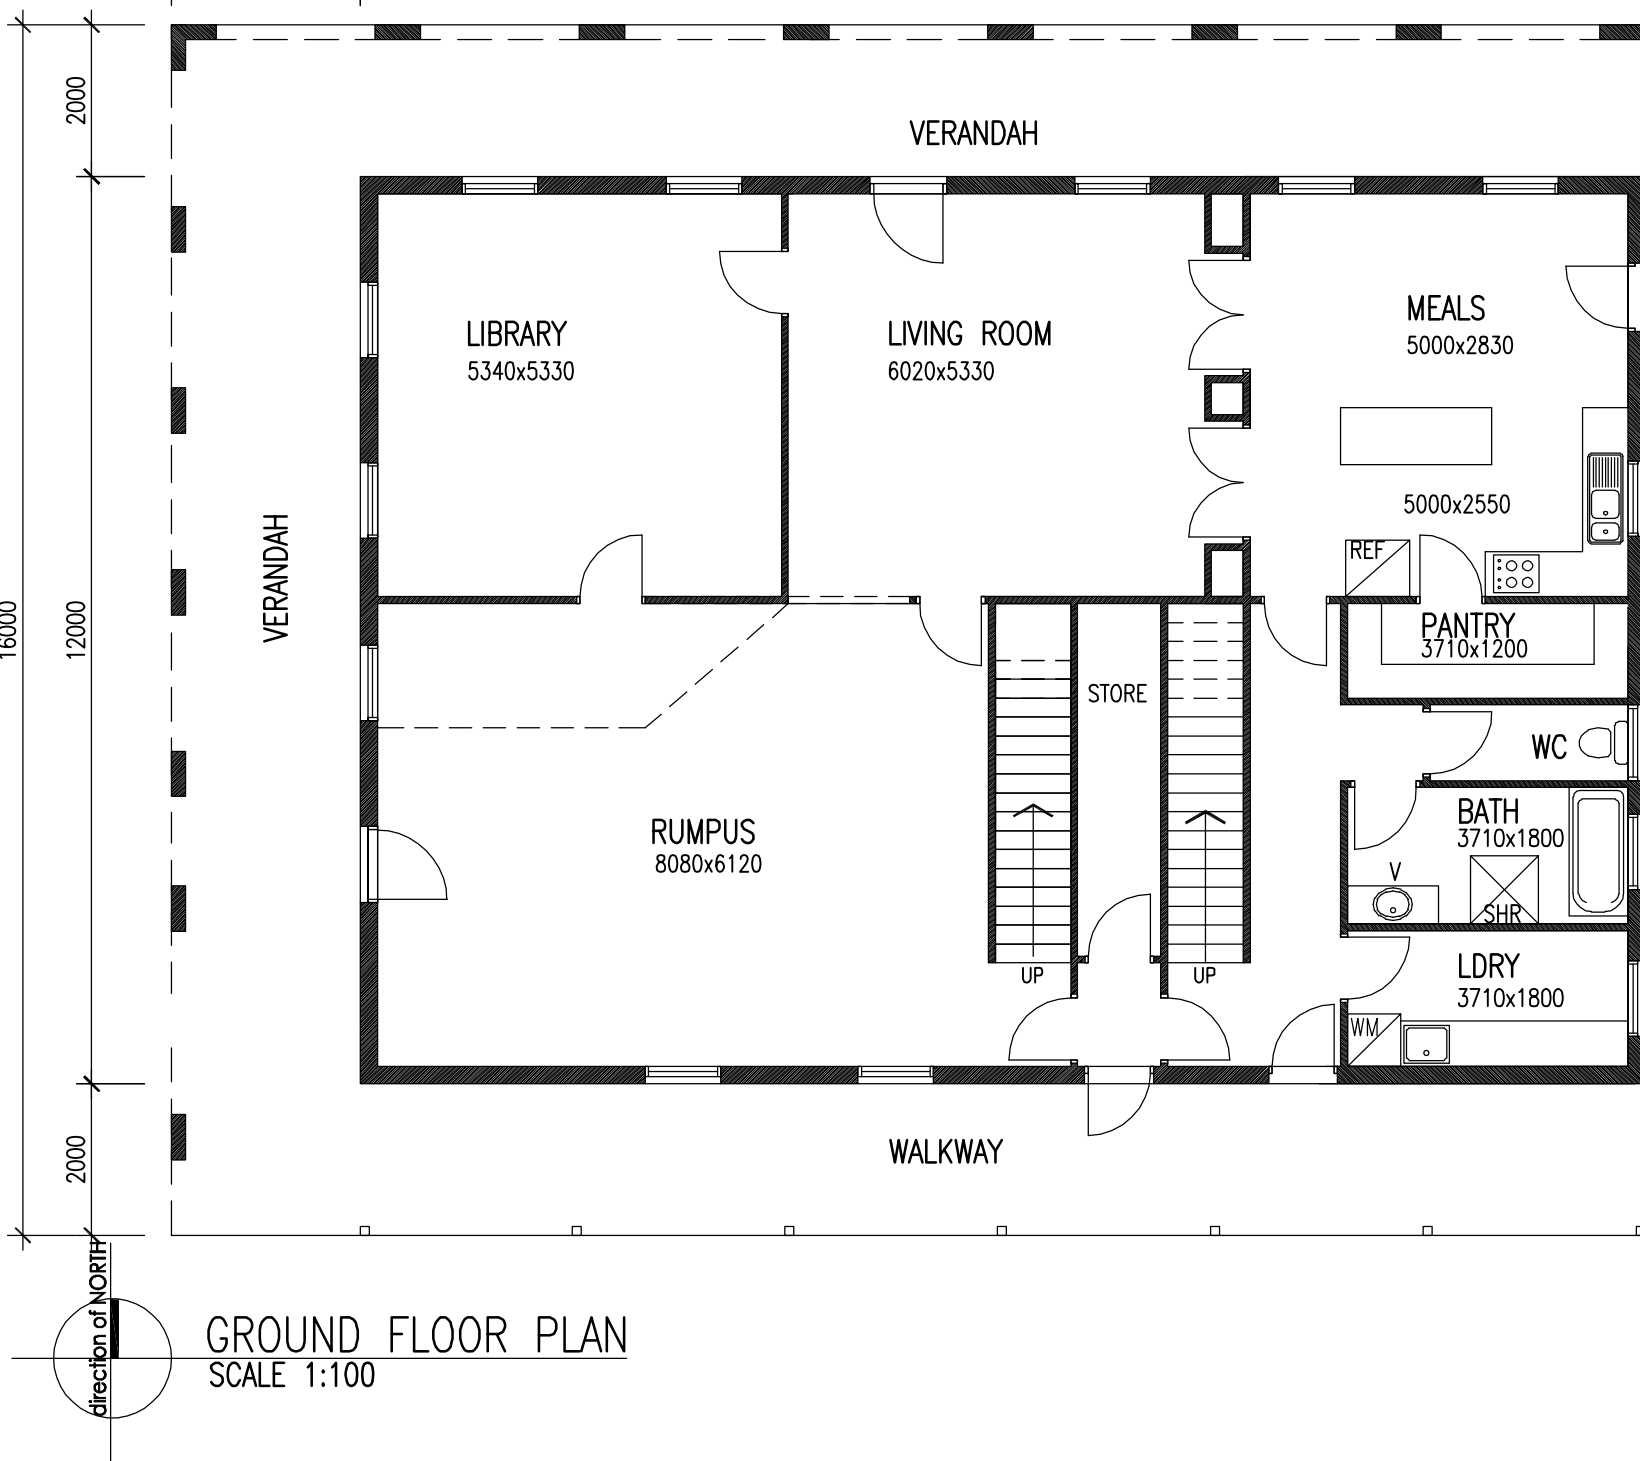 2000
VERANDAH
LIBRARY
5340x5330
LIVING ROOM
6020x5330
MEALS
5000x2830
5000x2550
REF
VERANDAH
16000
12000
PANTRY
3710x1200
STORE
WC
RUMPUS
8080x6120
BATH
3710x1800
V
SHR
UP
UP
LDRY
3710x1800
WM
2000
WALKWAY
direction of NORTH
GROUND FLOOR PLAN
SCALE 1:100